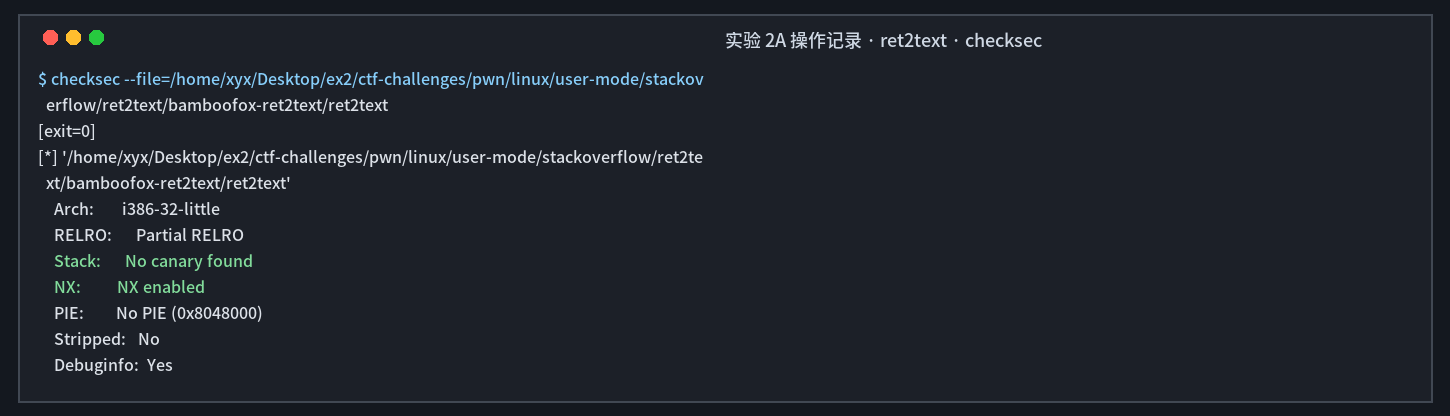 实验 2A 操作记录 · ret2text · checksec
$ checksec --file=/home/xyx/Desktop/ex2/ctf-challenges/pwn/linux/user-mode/stackov
erflow/ret2text/bamboofox-ret2text/ret2text
[exit=0]
[*] '/home/xyx/Desktop/ex2/ctf-challenges/pwn/linux/user-mode/stackoverflow/ret2te
xt/bamboofox-ret2text/ret2text'
Arch: i386-32-little
RELRO: Partial RELRO
Stack: No canary found
NX: NX enabled
PIE: No PIE (0x8048000)
Stripped: No
Debuginfo: Yes